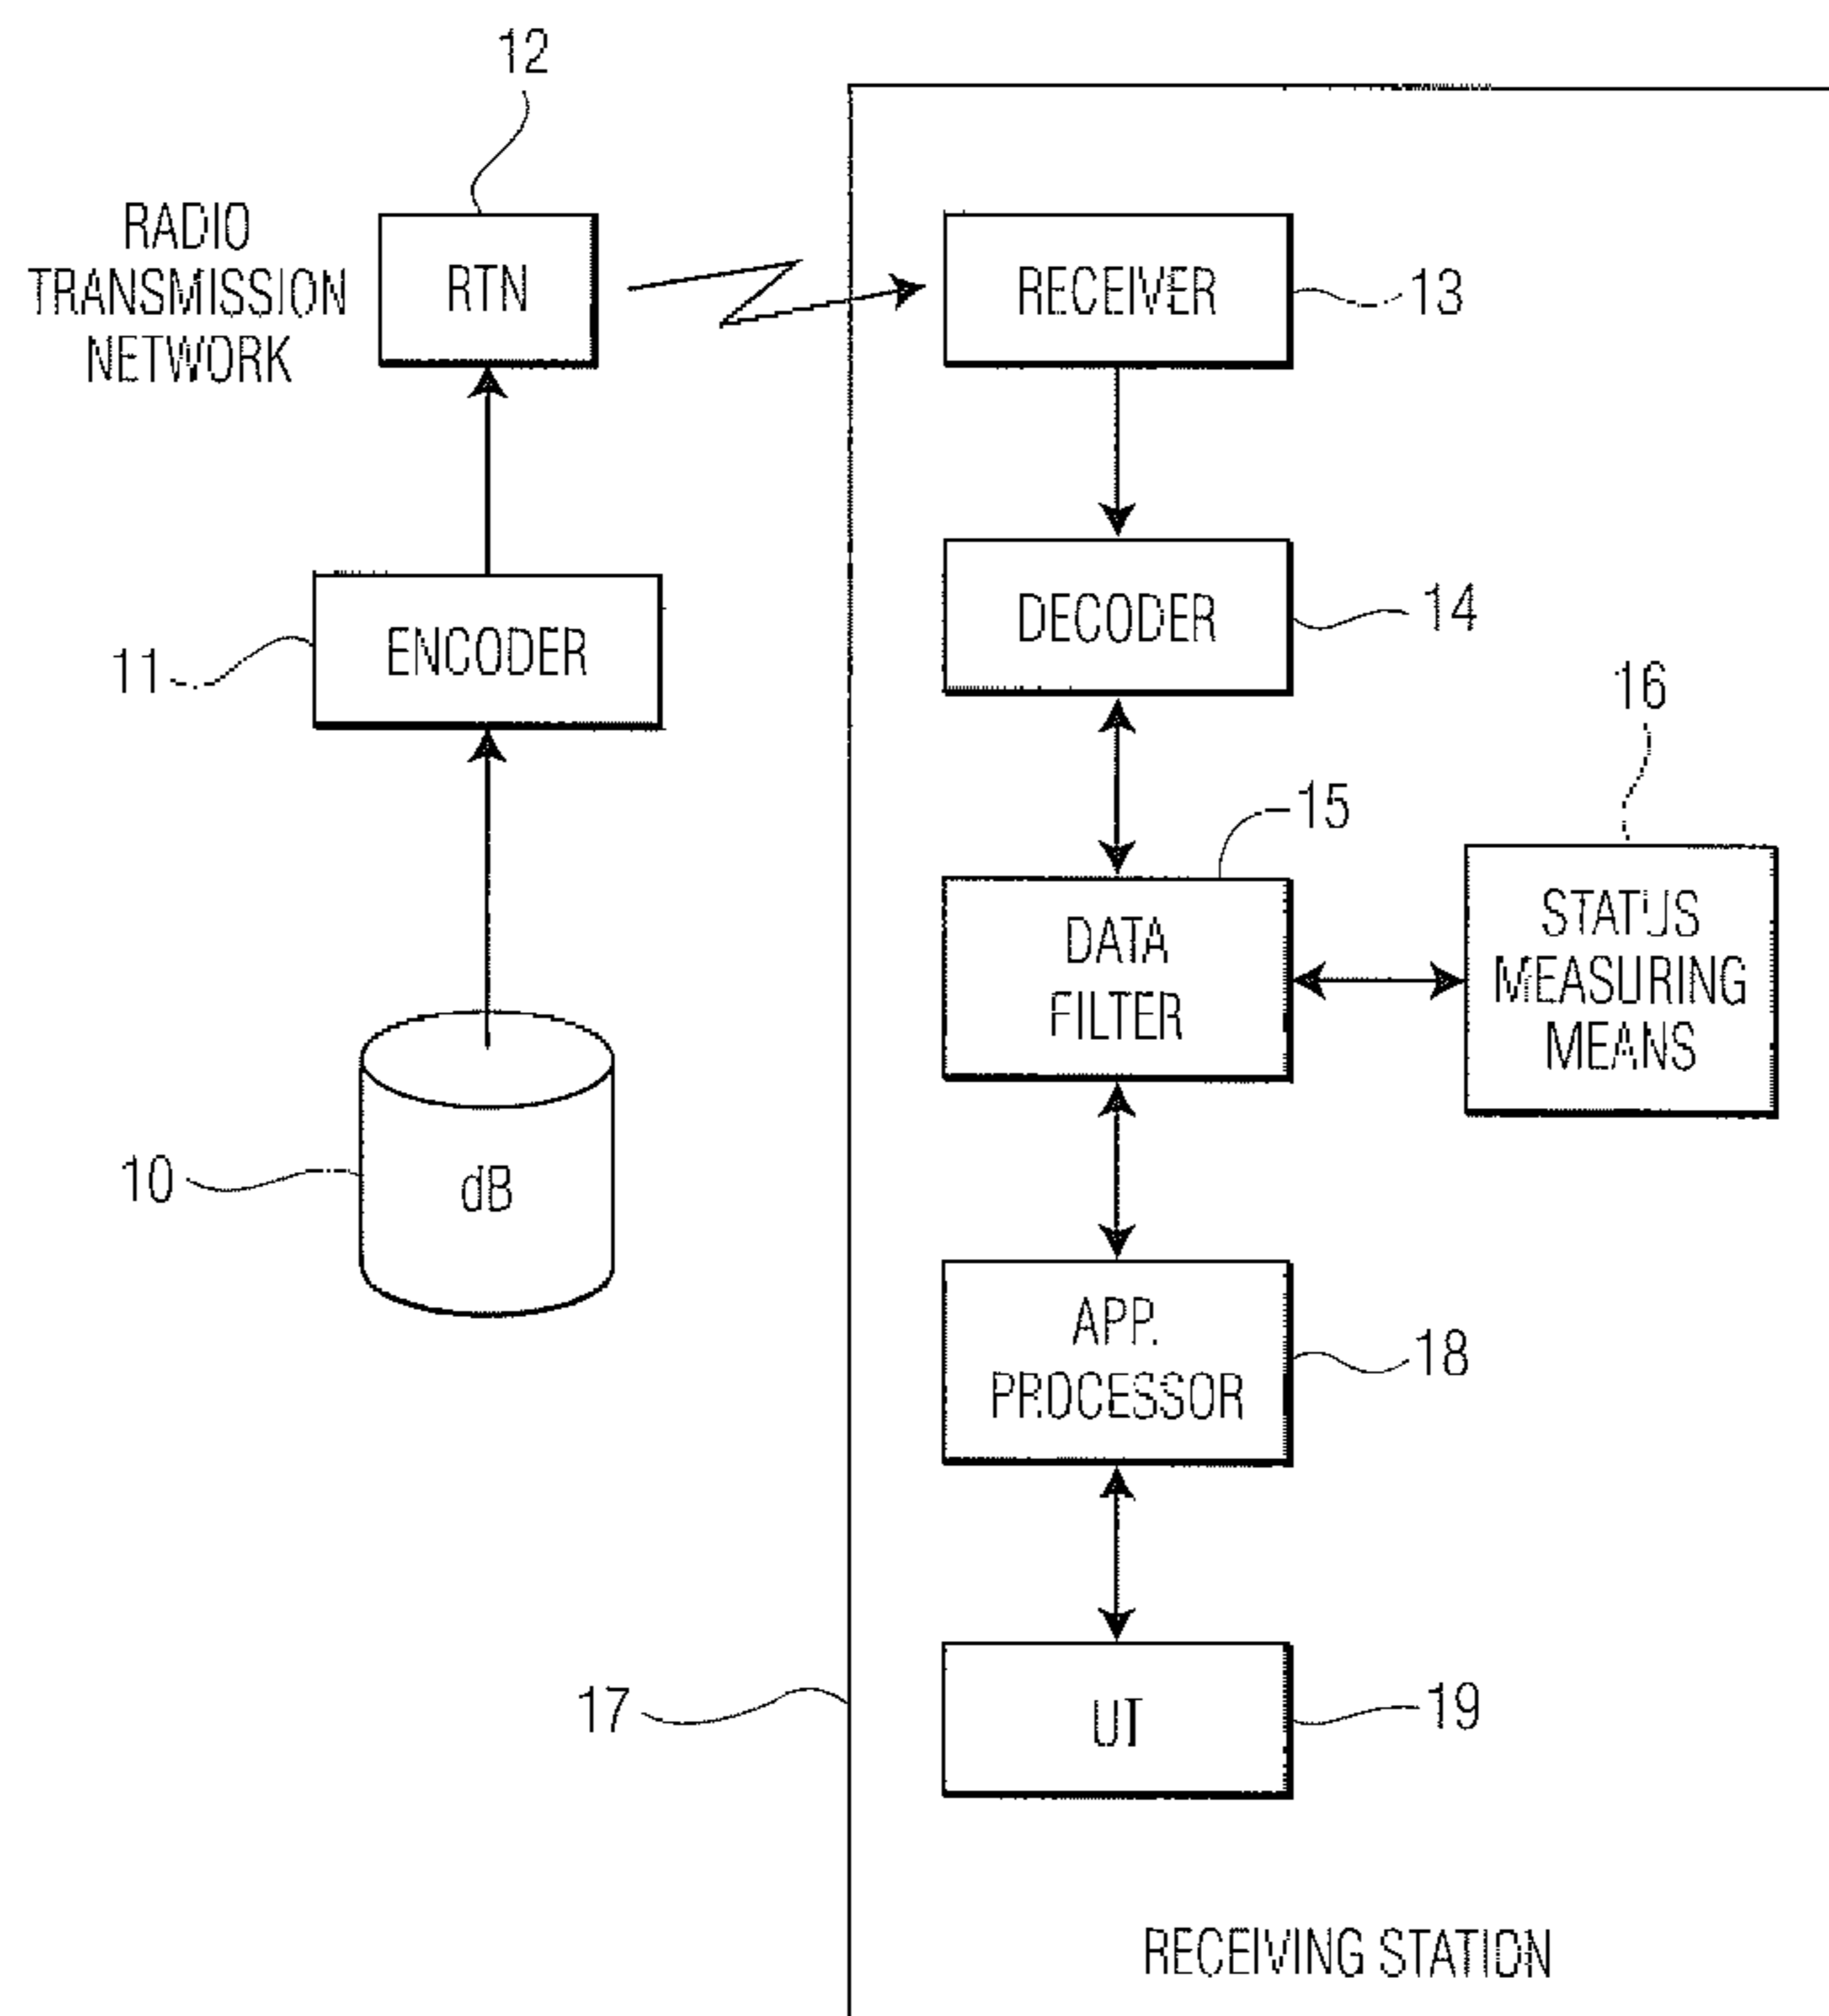 12
RADIO
TRANSMISSION
NETWORK
RTN
RECEIVER
13
ENCODER
11
DECODER
14
16
15
DATA
FILTER
STATUS
MEASURING
MEANS
10
dB
APP.
PROCESSOR
18
17
UI
19
RECEIVING STATION